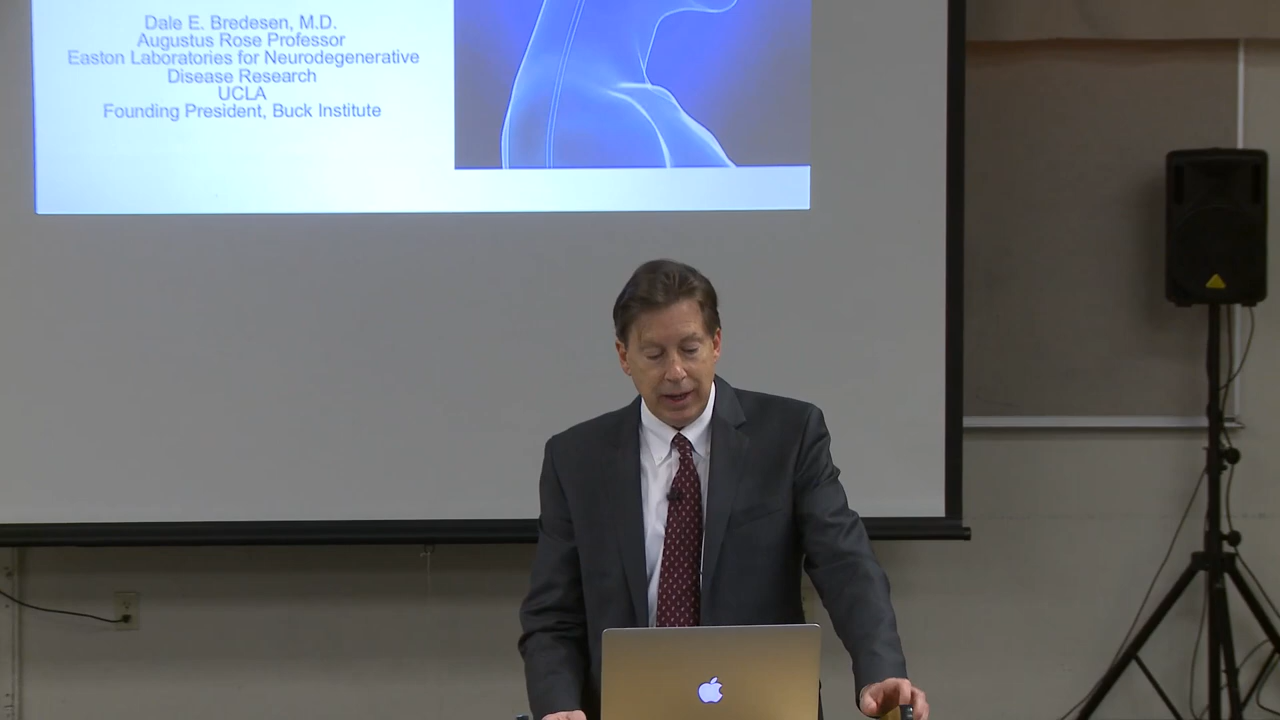 Dale E. Bredesen, M.D.
Augustus Rose Professor
Easton Laboratories for Neurodegenerative
Disease Research
UCLA
Founding President, Buck Institute